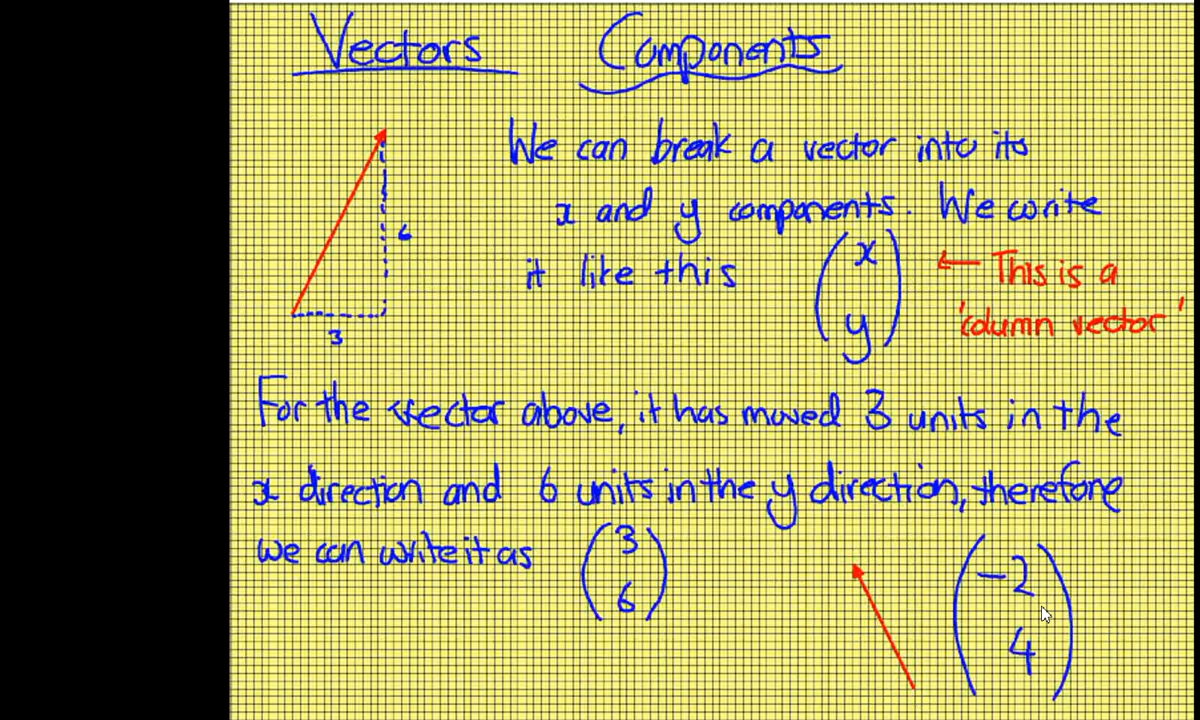 Vectors Components
We can break a vector into its
x and y components. We write
it like this (x y) ← This is a
'column vector'
6
3
For the vector above, it has moved 3 units in the
x direction and 6 units in the y direction, therefore
we can write it as (3 6)
(-2 4)